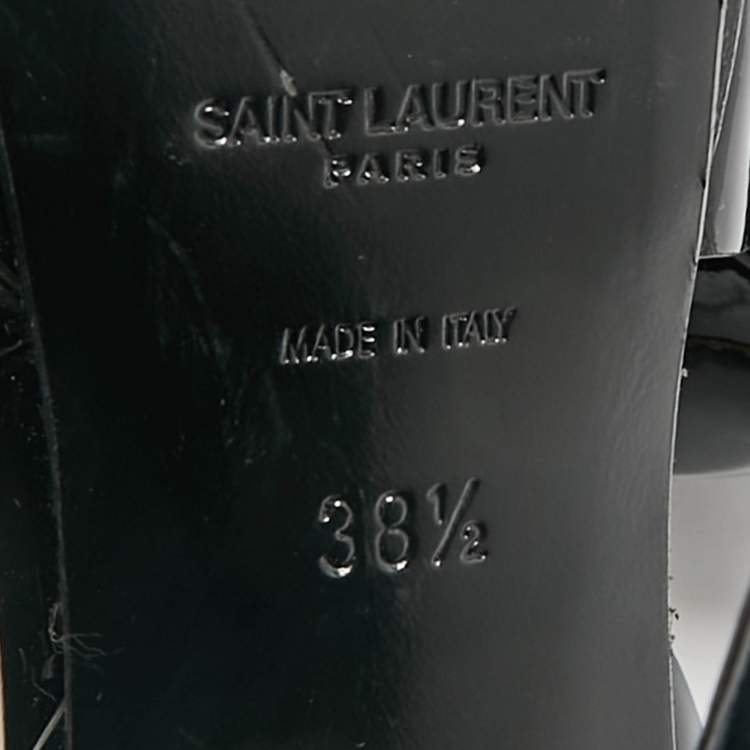 SAINT LAURENT
PARIS
MADE IN ITALY
38½